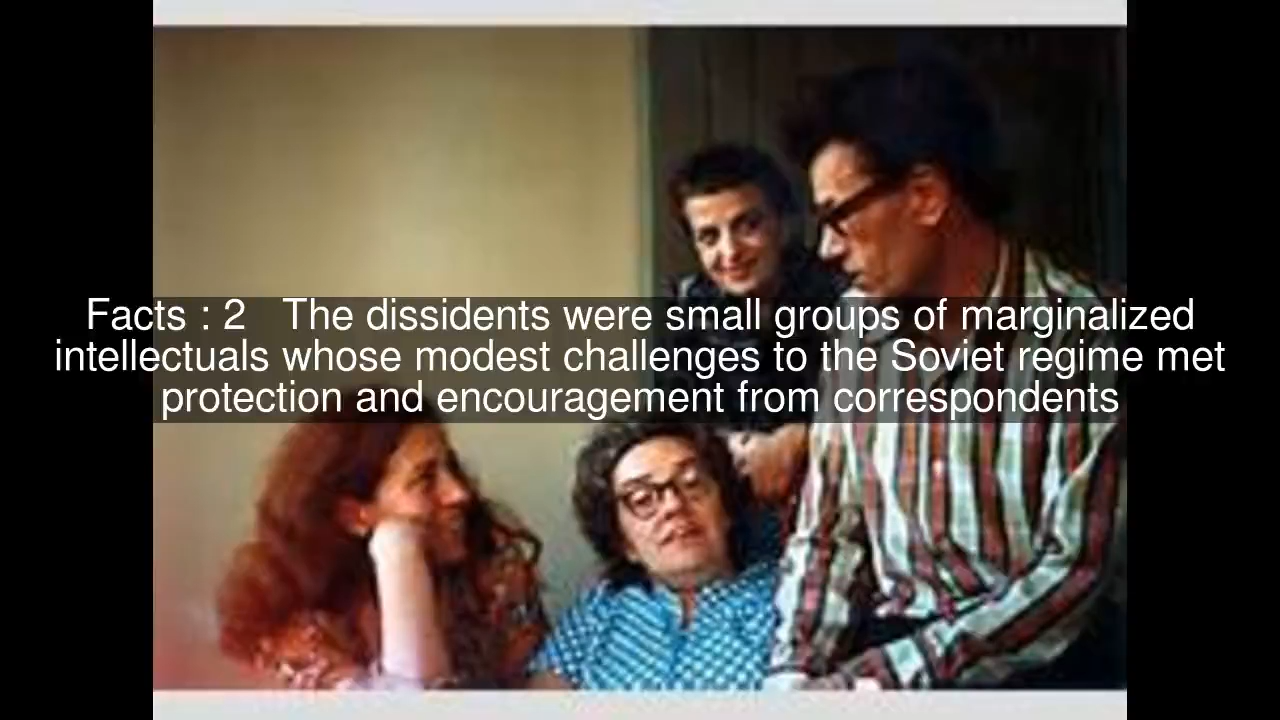 Facts : 2 The dissidents were small groups of marginalized
intellectuals whose modest challenges to the Soviet regime met
protection and encouragement from correspondents